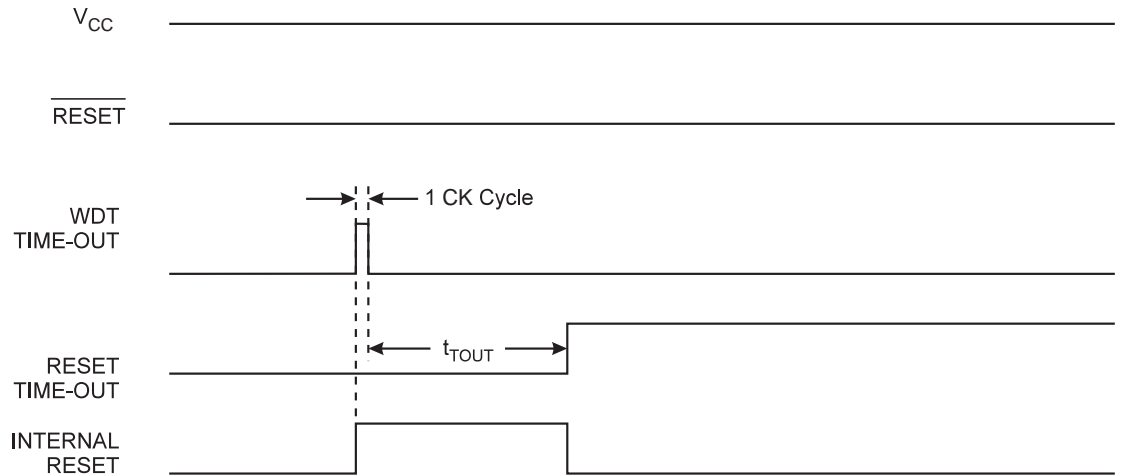 VCC
RESET
1 CK Cycle
WDT
TIME-OUT
tTOUT
RESET
TIME-OUT
INTERNAL
RESET